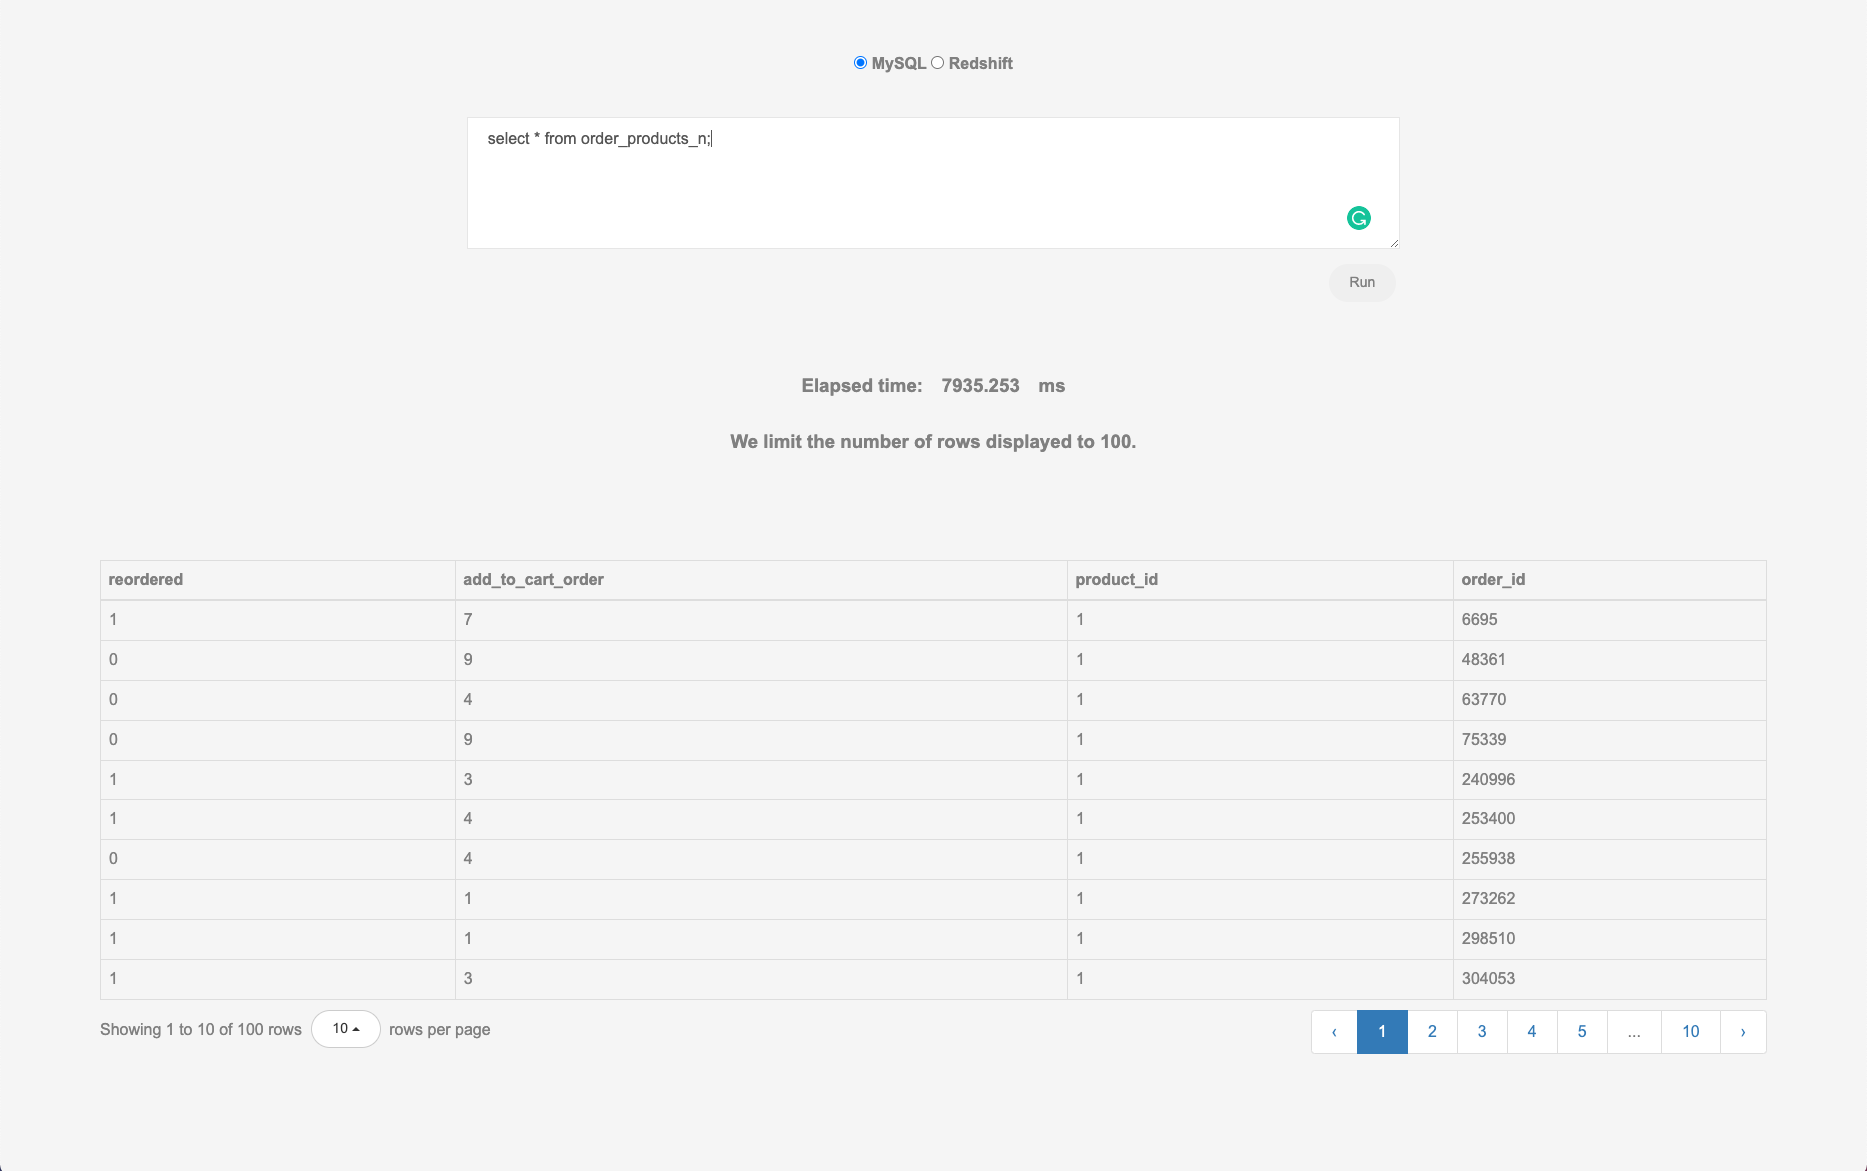 MySQL Redshift
select * from order_products_n;
Run
Elapsed time: 7935.253 ms
We limit the number of rows displayed to 100.
reordered add_to_cart_order product_id order_id
1 7 1 6695
0 9 1 48361
0 4 1 63770
0 9 1 75339
1 3 1 240996
1 4 1 253400
0 4 1 255938
1 1 1 273262
1 1 1 298510
1 3 1 304053
Showing 1 to 10 of 100 rows 10 rows per page ‹ 1 2 3 4 5 ... 10 ›